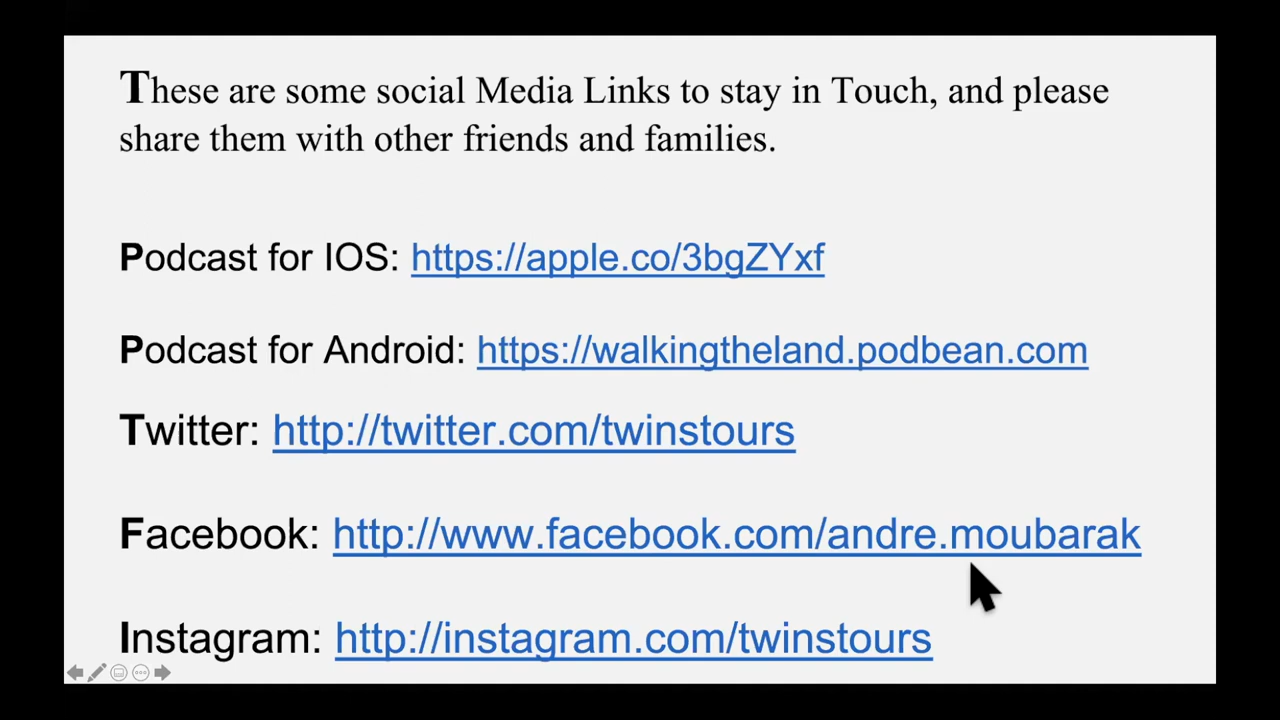 These are some social Media Links to stay in Touch, and please
share them with other friends and families.
Podcast for IOS: https://apple.co/3bgZYxf
Podcast for Android: https://walkingtheland.podbean.com
Twitter: http://twitter.com/twinstours
Facebook: http://www.facebook.com/andre.moubarak
Instagram: http://instagram.com/twinstours